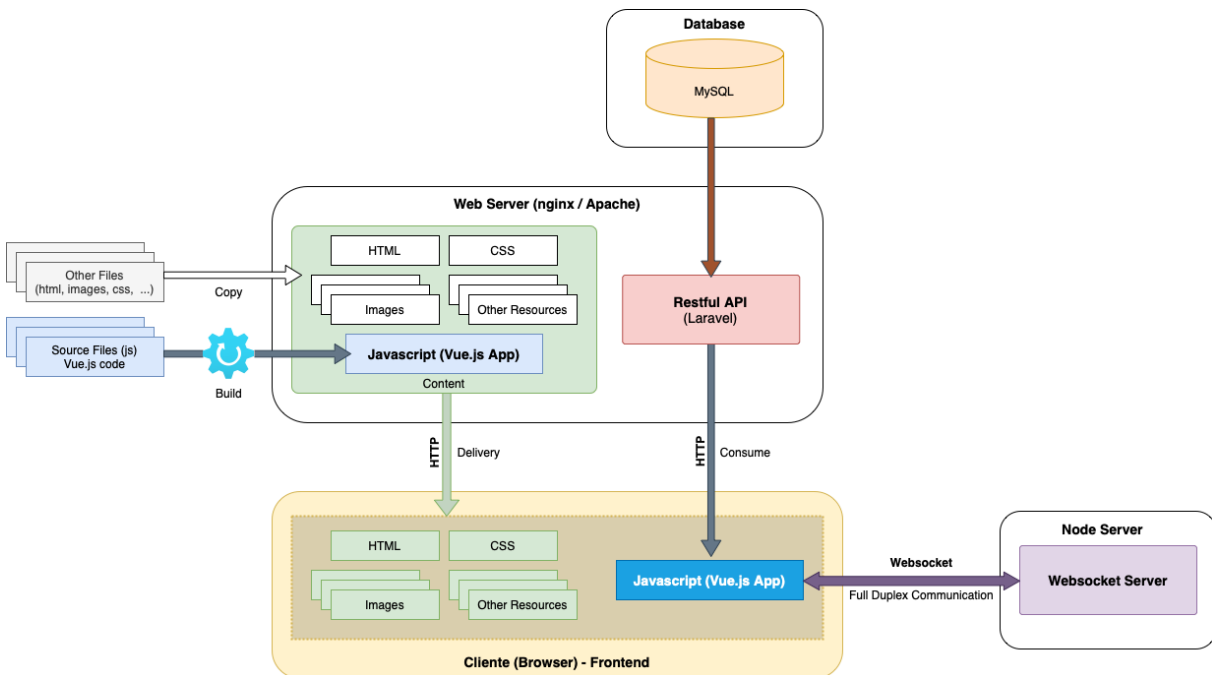 Database
MySQL
Web Server (nginx / Apache)
HTML
CSS
Other Files
(html, images, css, ...)
Copy
Images
Other Resources
Restful API
(Laravel)
Source Files (js)
Vue.js code
Build
Javascript (Vue.js App)
Content
HTTP
Delivery
HTTP
Consume
HTML
CSS
Images
Other Resources
Javascript (Vue.js App)
Websocket
Full Duplex Communication
Node Server
Websocket Server
Cliente (Browser) - Frontend